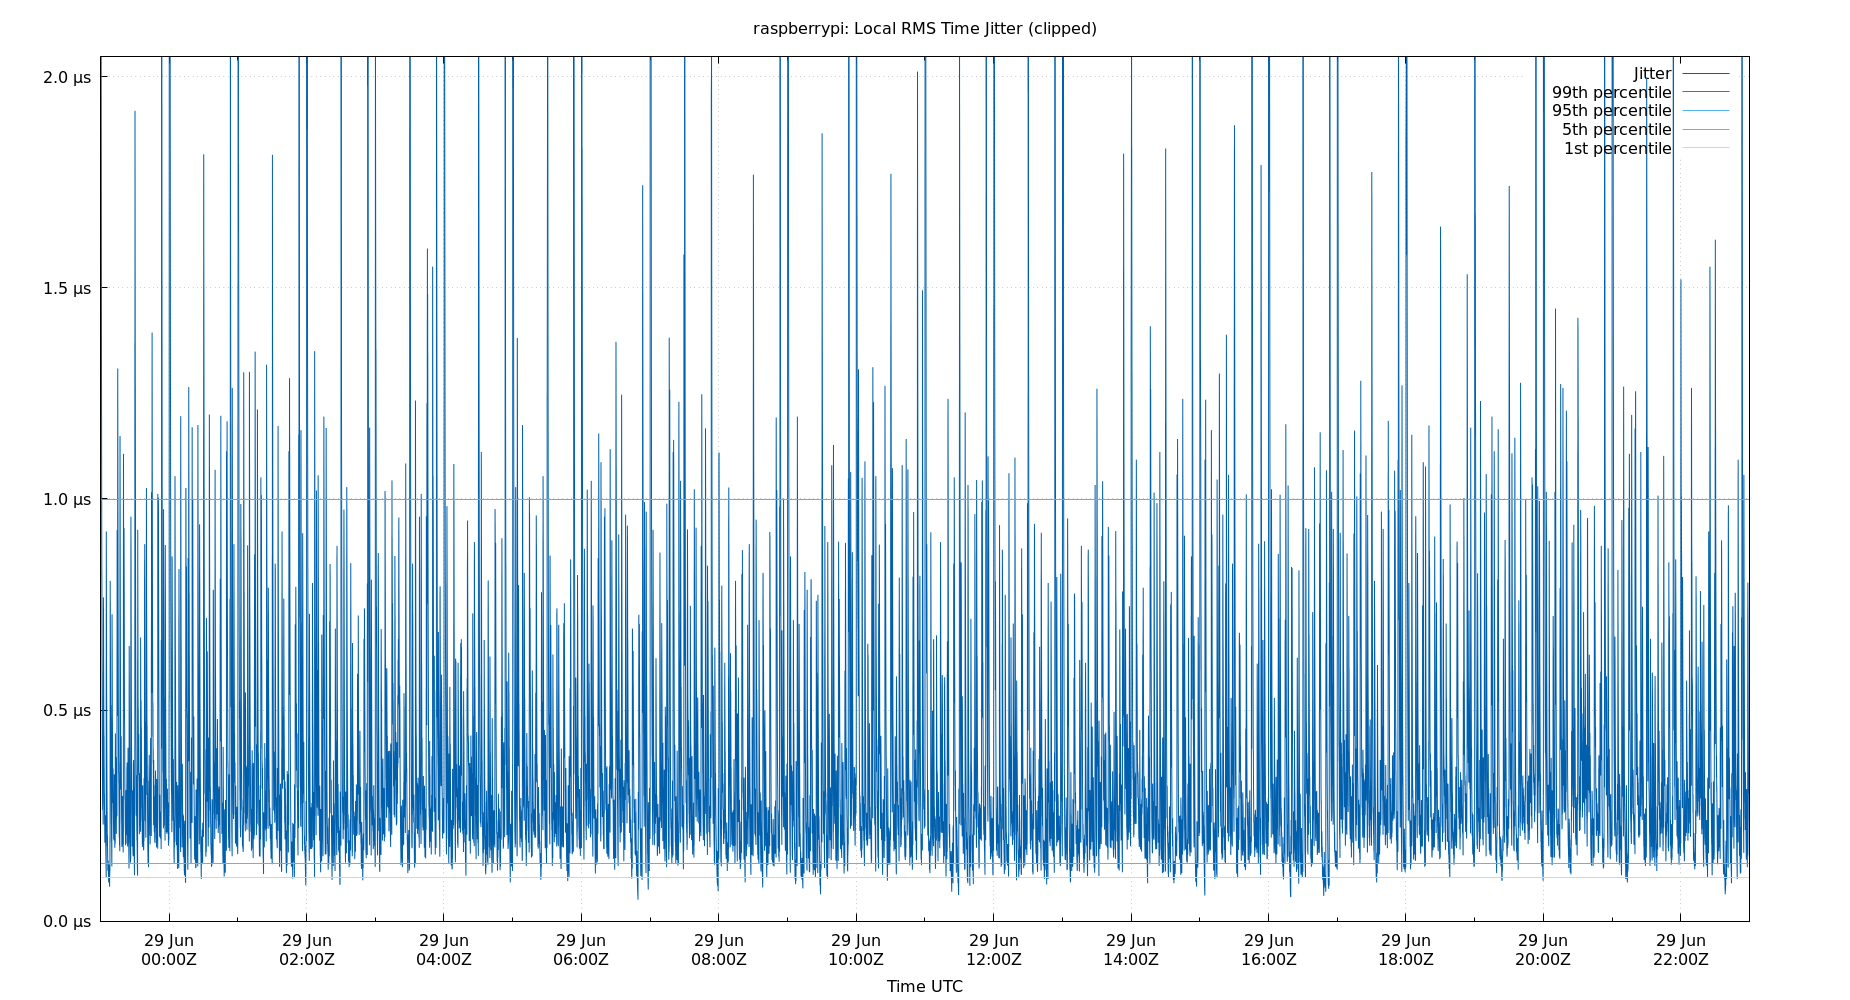 raspberrypi: Local RMS Time Jitter (clipped)
2.0 µs
1.5 µs
1.0 µs
0.5 µs
0.0 µs
Jitter
99th percentile
95th percentile
5th percentile
1st percentile
29 Jun 29 Jun 29 Jun 29 Jun 29 Jun 29 Jun 29 Jun 29 Jun 29 Jun 29 Jun 29 Jun 29 Jun
00:00Z 02:00Z 04:00Z 06:00Z 08:00Z 10:00Z 12:00Z 14:00Z 16:00Z 18:00Z 20:00Z 22:00Z
Time UTC